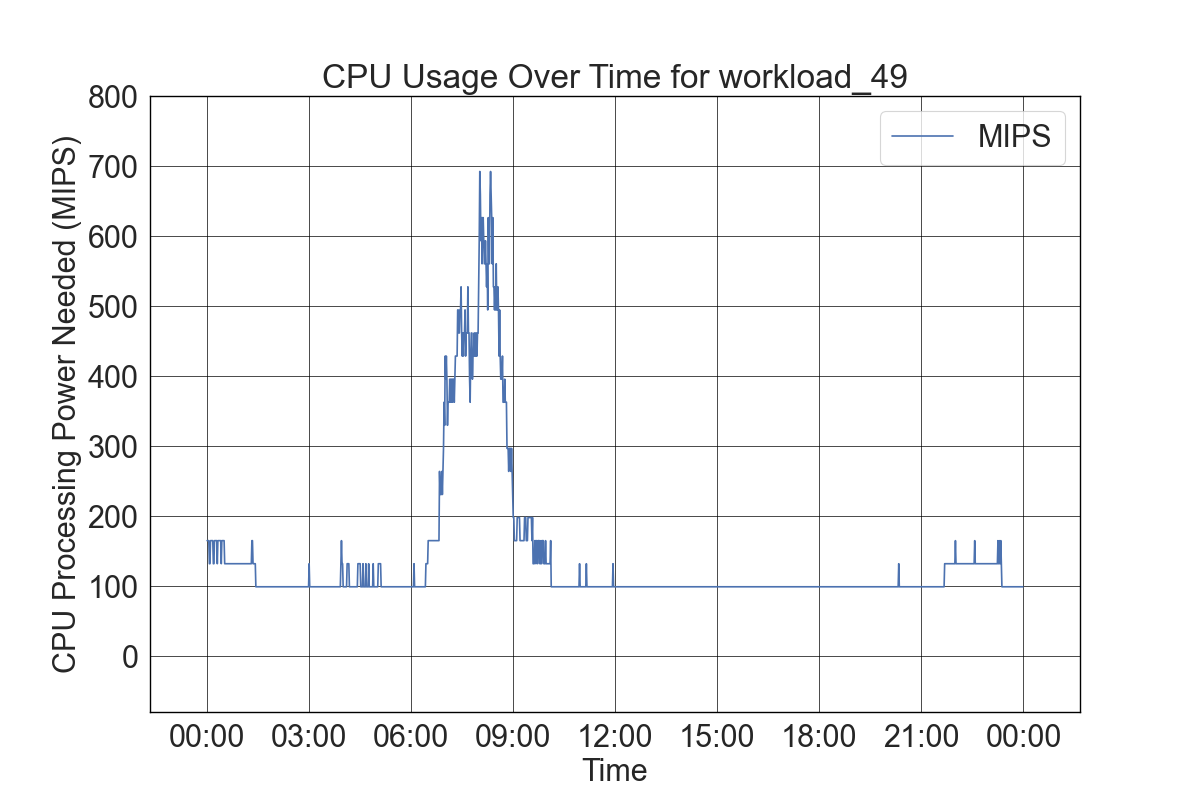 CPU Usage Over Time for workload_49
MIPS
CPU Processing Power Needed (MIPS)
800
700
600
500
400
300
200
100
0
00:00 03:00 06:00 09:00 12:00 15:00 18:00 21:00 00:00
Time